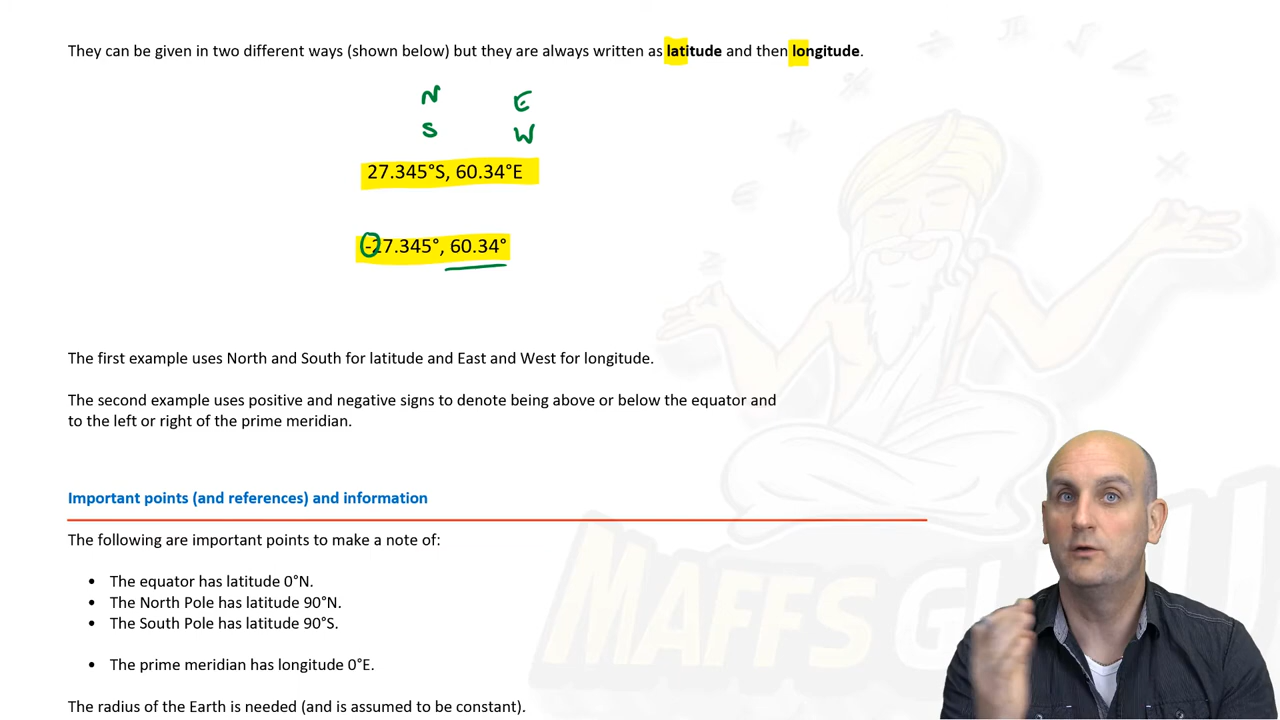 They can be given in two different ways (shown below) but they are always written as latitude and then longitude.
N E
S W
27.345°S, 60.34°E
-27.345°, 60.34°
The first example uses North and South for latitude and East and West for longitude.
The second example uses positive and negative signs to denote being above or below the equator and
to the left or right of the prime meridian.
Important points (and references) and information
The following are important points to make a note of:
• The equator has latitude 0°N.
• The North Pole has latitude 90°N.
• The South Pole has latitude 90°S.
• The prime meridian has longitude 0°E.
The radius of the Earth is needed (and is assumed to be constant).
MAFFS GU